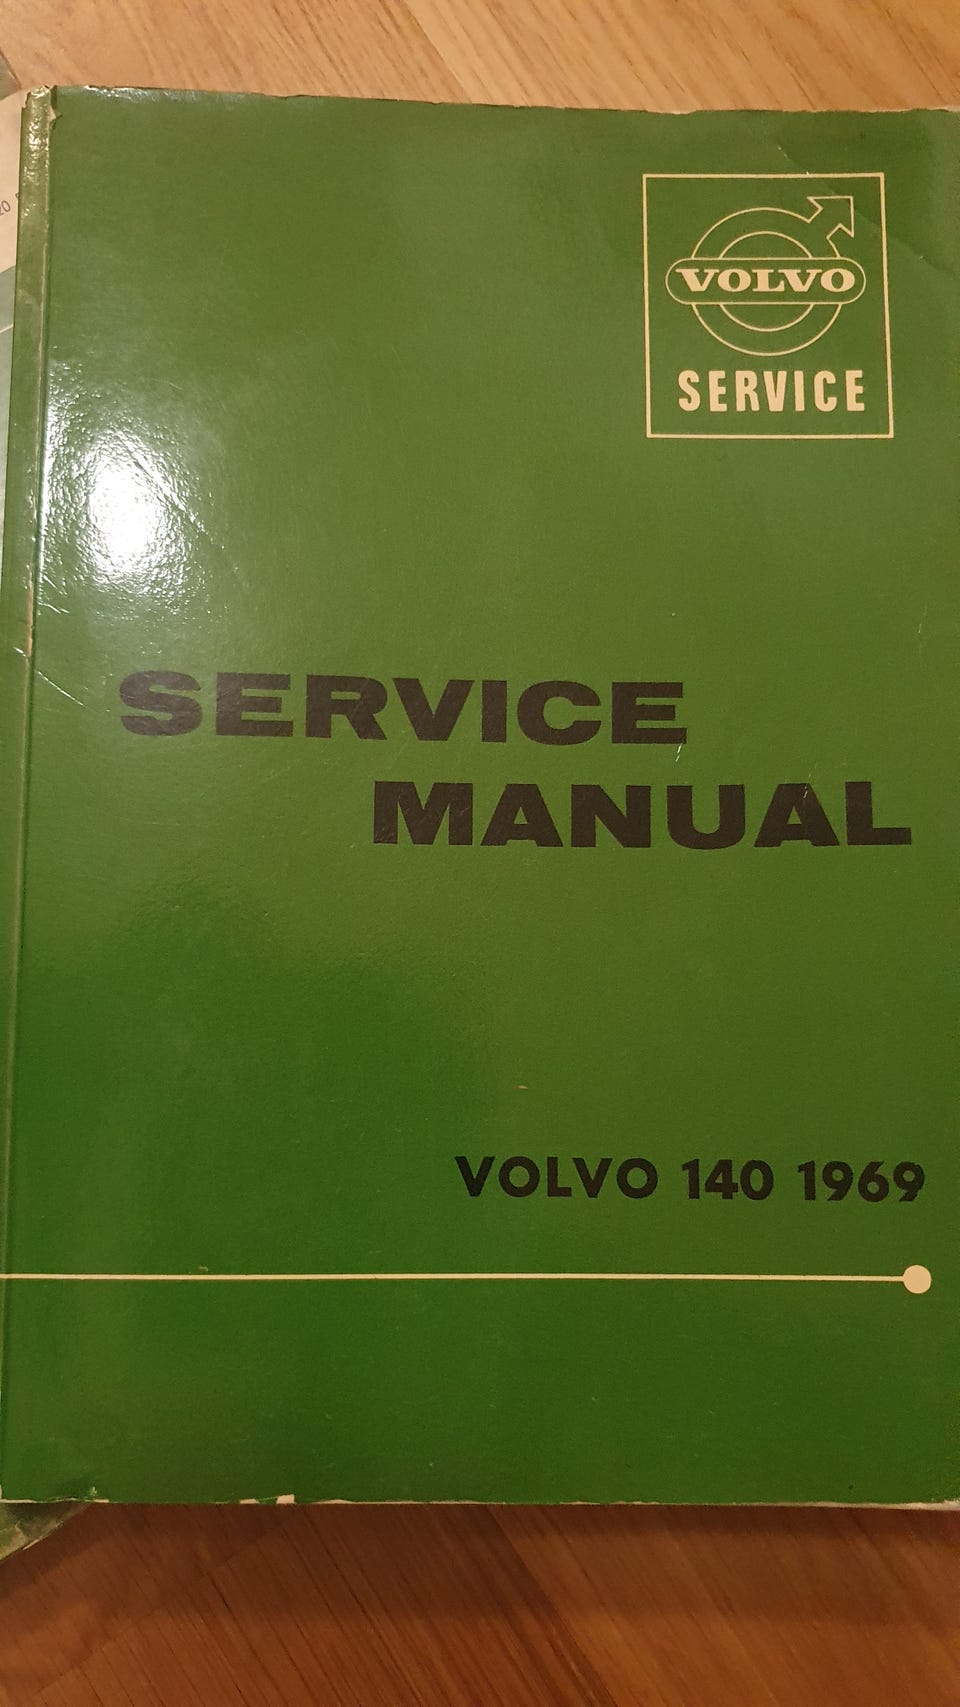 VOLVO
SERVICE
SERVICE
MANUAL
VOLVO 140 1969